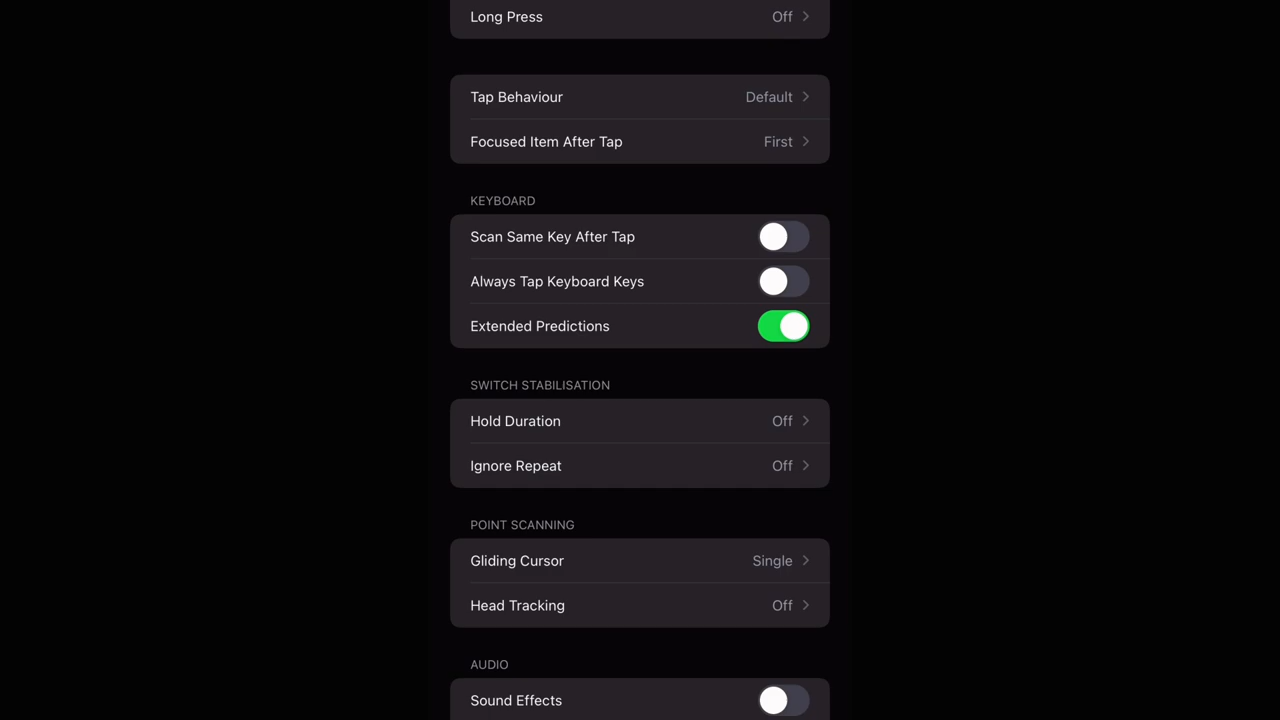 Long Press Off
Tap Behaviour Default
Focused Item After Tap First
KEYBOARD
Scan Same Key After Tap
Always Tap Keyboard Keys
Extended Predictions
SWITCH STABILISATION
Hold Duration Off
Ignore Repeat Off
POINT SCANNING
Gliding Cursor Single
Head Tracking Off
AUDIO
Sound Effects